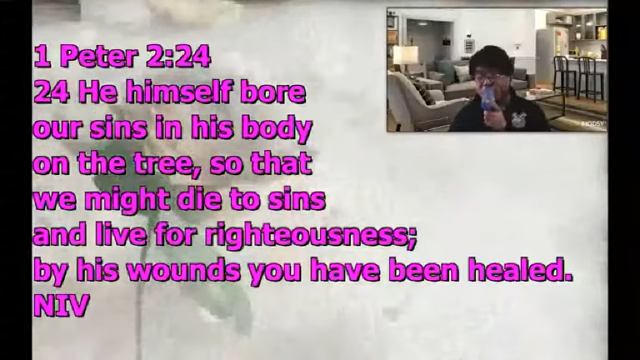 1 Peter 2:24
24 He himself bore
our sins in his body
on the tree, so that
we might die to sins
and live for righteousness;
by his wounds you have been healed.
NIV